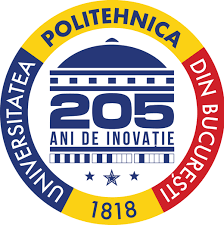 UNIVERSITATEA
POLITEHNICA
DIN BUCUREȘTI
205
ANI DE INOVAȚIE
1818